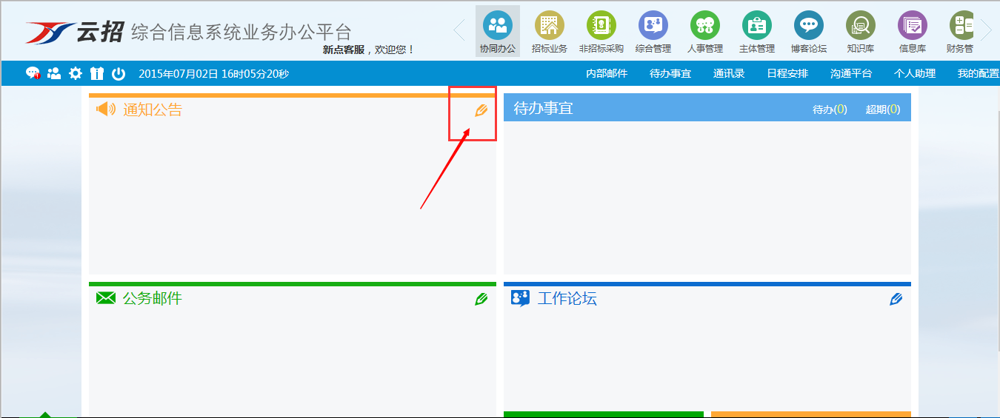 云招 综合信息系统业务办公平台
新点客服，欢迎您！
协同办公 招标业务 非招标采购 综合管理 人事管理 主体管理 博客论坛 知识库 信息库 财务管
2015年07月02日 16时05分20秒 内部邮件 待办事宜 通讯录 日程安排 沟通平台 个人助理 我的配置
通知公告
待办事宜 待办(0) 超期(0)
公务邮件
工作论坛